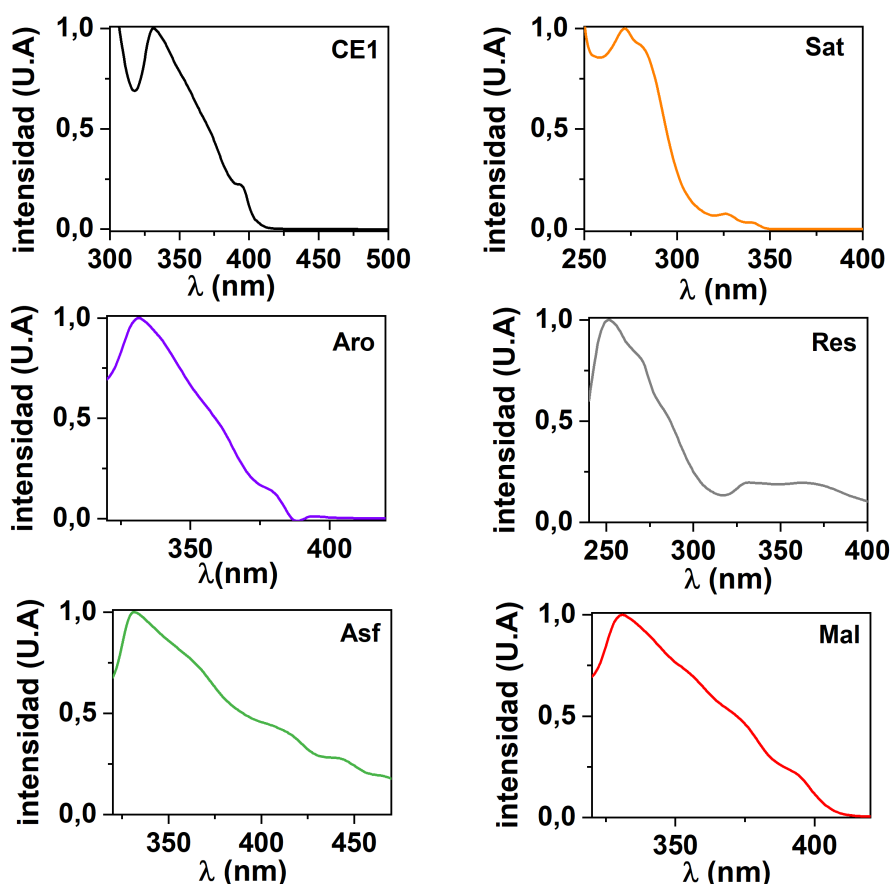 CE1
intensidad (U.A)
1,0
0,5
0,0
300 350 400 450 500
λ (nm)
Sat
intensidad (U.A)
1,0
0,5
0,0
250 300 350 400
λ (nm)
Aro
intensidad (U.A)
1,0
0,5
0,0
350 400
λ(nm)
Res
intensidad (U.A)
1,0
0,5
0,0
250 300 350 400
λ (nm)
Asf
intensidad (U.A)
1,0
0,5
0,0
350 400 450
λ (nm)
Mal
intensidad (U.A)
1,0
0,5
0,0
350 400
λ (nm)